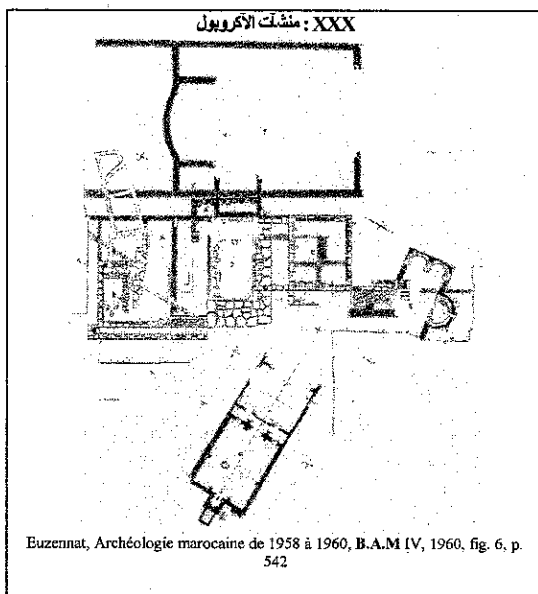 XXX : منشآت الأكروبول
Euzennat, Archéologie marocaine de 1958 à 1960, B.A.M IV, 1960, fig. 6, p.
542